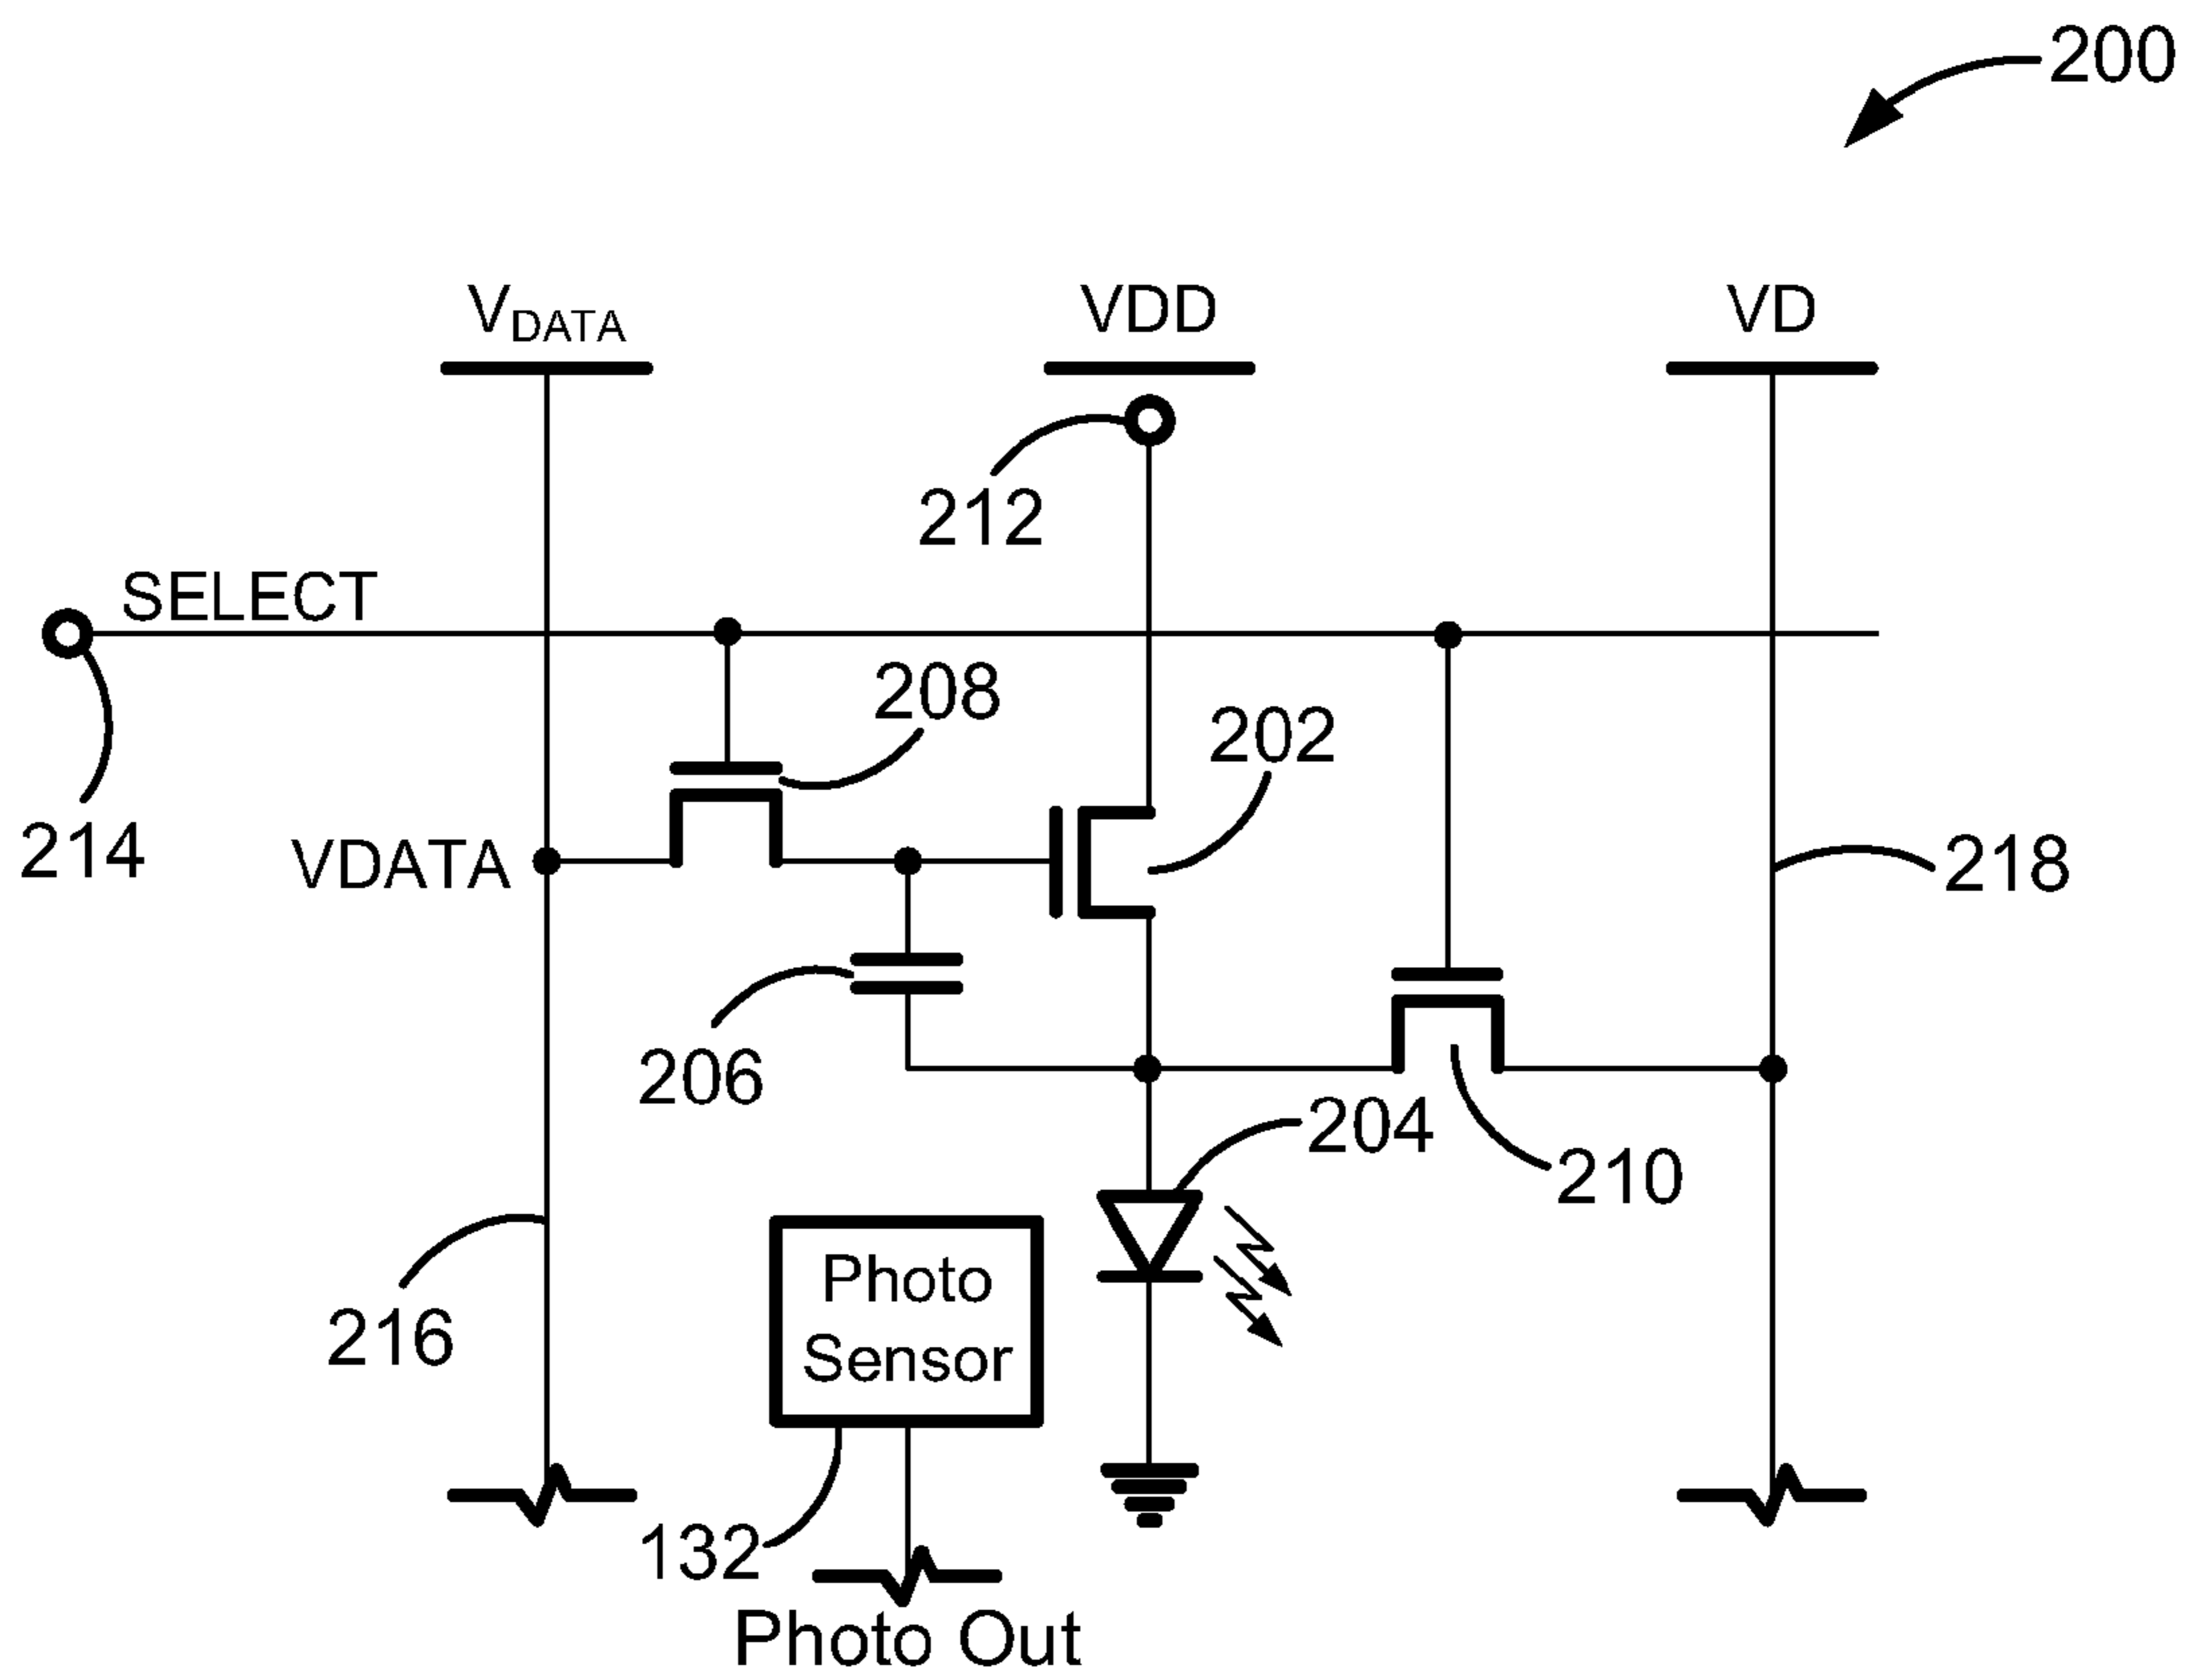 200
V_DATA VDD VD
212
SELECT
208
202
214
VDATA
218
206
204
210
Photo
Sensor
216
132
Photo Out